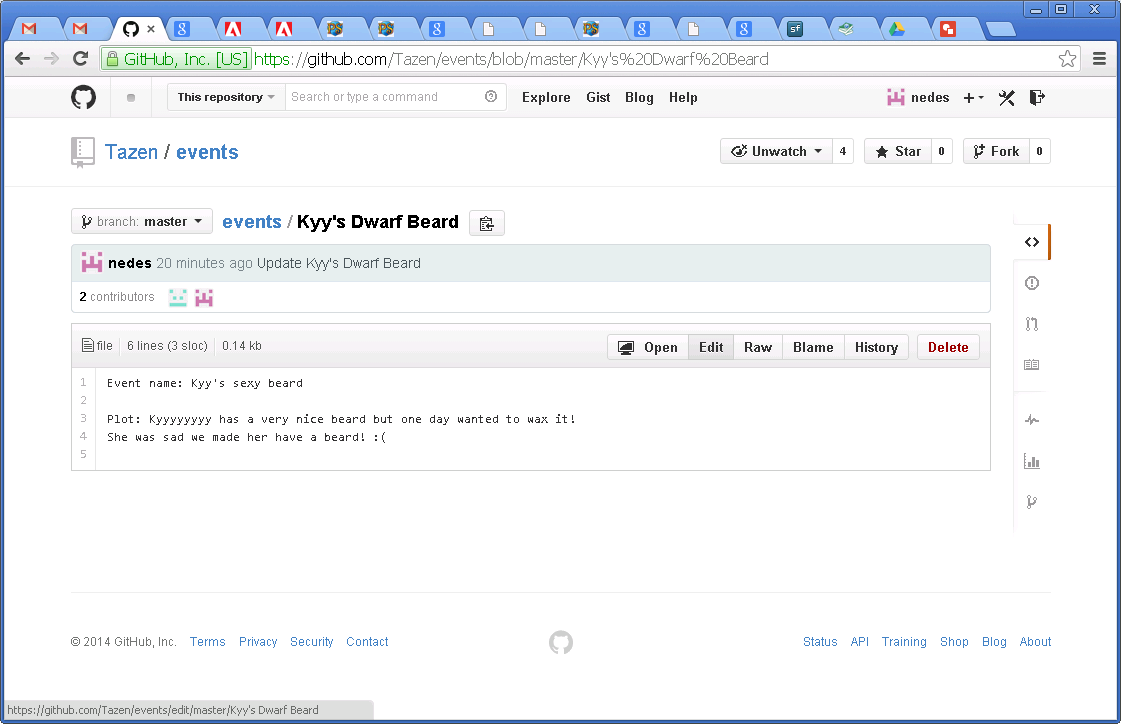 GitHub, Inc. [US] https://github.com/Tazen/events/blob/master/Kyy's%20Dwarf%20Beard
This repository Search or type a command Explore Gist Blog Help nedes
Tazen / events Unwatch 4 Star 0 Fork 0
branch: master events / Kyy's Dwarf Beard
nedes 20 minutes ago Update Kyy's Dwarf Beard
2 contributors
file 6 lines (3 sloc) 0.14 kb Open Edit Raw Blame History Delete
1 Event name: Kyy's sexy beard
2
3 Plot: Kyyyyyyyy has a very nice beard but one day wanted to wax it!
4 She was sad we made her have a beard! :(
5
© 2014 GitHub, Inc. Terms Privacy Security Contact Status API Training Shop Blog About
https://github.com/Tazen/events/edit/master/Kyy's Dwarf Beard